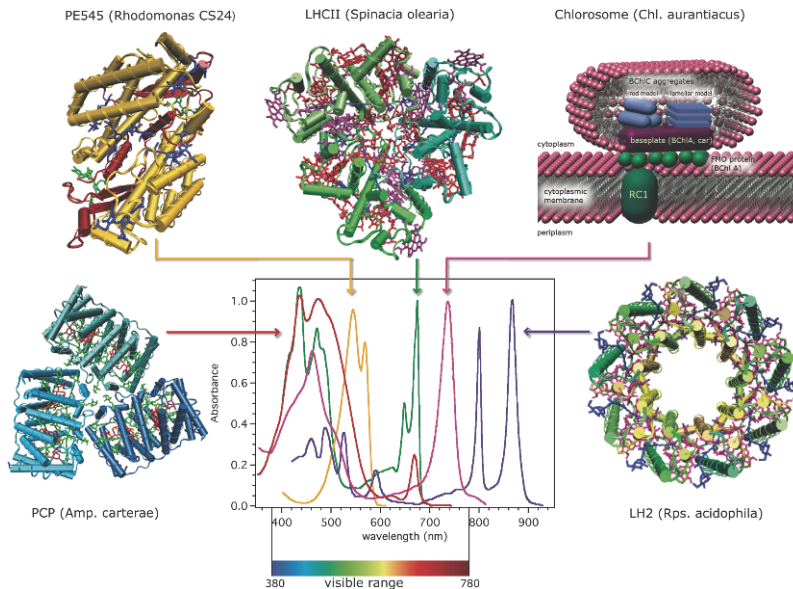 PE545 (Rhodomonas CS24)
LHCII (Spinacia olearia)
Chlorosome (Chl. aurantiacus)
BChlC aggregates
rod model
lamellar model
baseplate (BChlA, car)
cytoplasm
FMO protein
(BChl A)
cytoplasmic
membrane
RC1
periplasm
1.0
0.8
0.6
0.4
0.2
0.0
Absorbance
400
500
600
700
800
900
wavelength (nm)
PCP (Amp. carterae)
LH2 (Rps. acidophila)
380
visible range
780